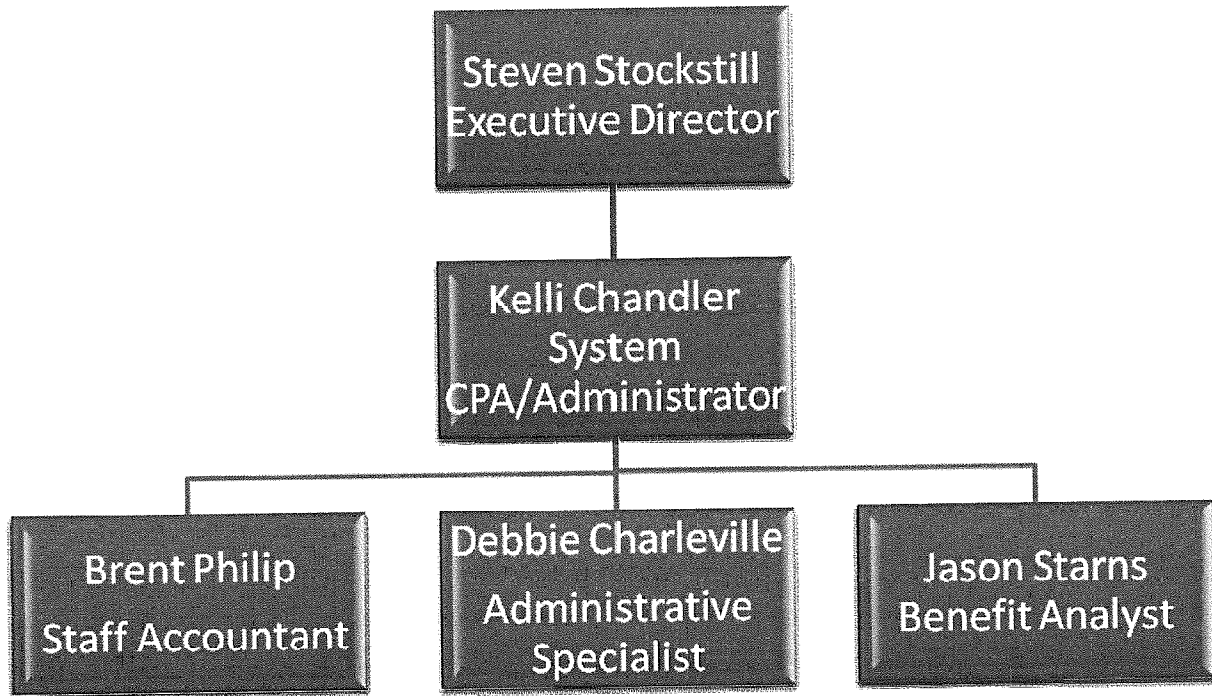 Steven Stockstill
Executive Director
Kelli Chandler
System
CPA/Administrator
Brent Philip
Staff Accountant
Debbie Charleville
Administrative
Specialist
Jason Starns
Benefit Analyst